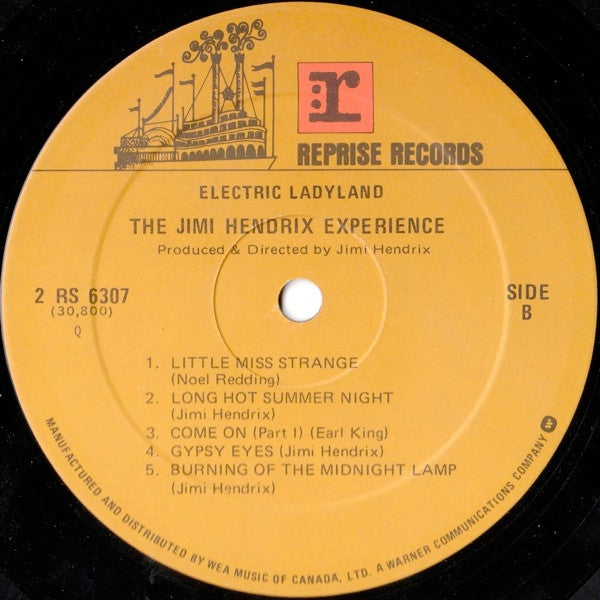 r:
REPRISE RECORDS
ELECTRIC LADYLAND
THE JIMI HENDRIX EXPERIENCE
Produced & Directed by Jimi Hendrix
2 RS 6307
(30,800)
Q
SIDE
B
1. LITTLE MISS STRANGE
(Noel Redding)
2. LONG HOT SUMMER NIGHT
(Jimi Hendrix)
3. COME ON (Part I) (Earl King)
4. GYPSY EYES (Jimi Hendrix)
5. BURNING OF THE MIDNIGHT LAMP
(Jimi Hendrix)
MANUFACTURED AND DISTRIBUTED BY WEA MUSIC OF CANADA, LTD. A WARNER COMMUNICATIONS COMPANY